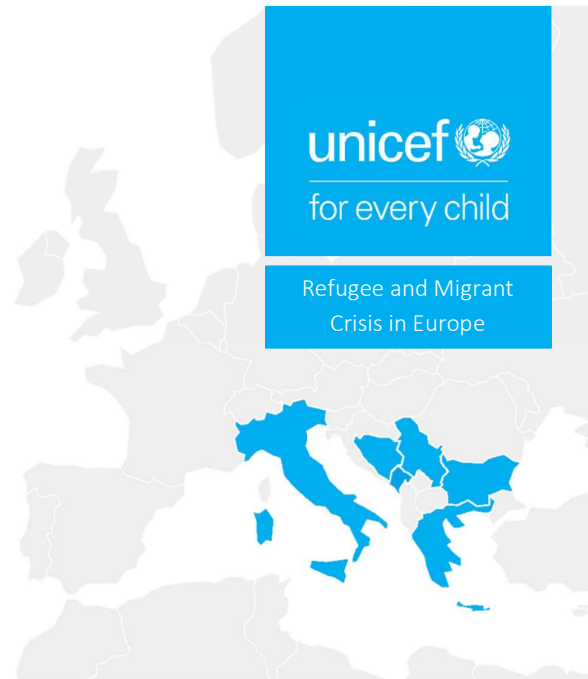 unicef
for every child
Refugee and Migrant
Crisis in Europe